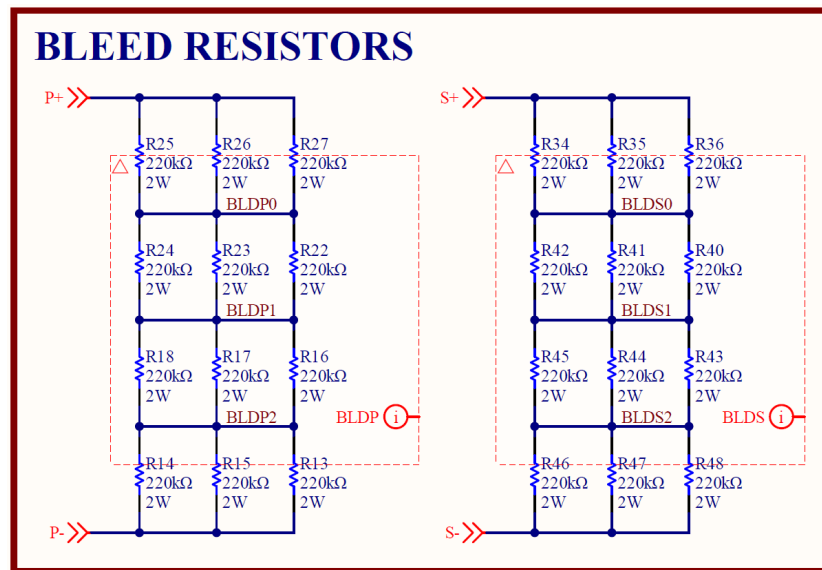 BLEED RESISTORS
P+
R25
220kΩ
2W
R26
220kΩ
2W
R27
220kΩ
2W
BLDP0
R24
220kΩ
2W
R23
220kΩ
2W
R22
220kΩ
2W
BLDP1
R18
220kΩ
2W
R17
220kΩ
2W
R16
220kΩ
2W
BLDP2
BLDP i
R14
220kΩ
2W
R15
220kΩ
2W
R13
220kΩ
2W
P-
S+
R34
220kΩ
2W
R35
220kΩ
2W
R36
220kΩ
2W
BLDS0
R42
220kΩ
2W
R41
220kΩ
2W
R40
220kΩ
2W
BLDS1
R45
220kΩ
2W
R44
220kΩ
2W
R43
220kΩ
2W
BLDS2
BLDS i
R46
220kΩ
2W
R47
220kΩ
2W
R48
220kΩ
2W
S-